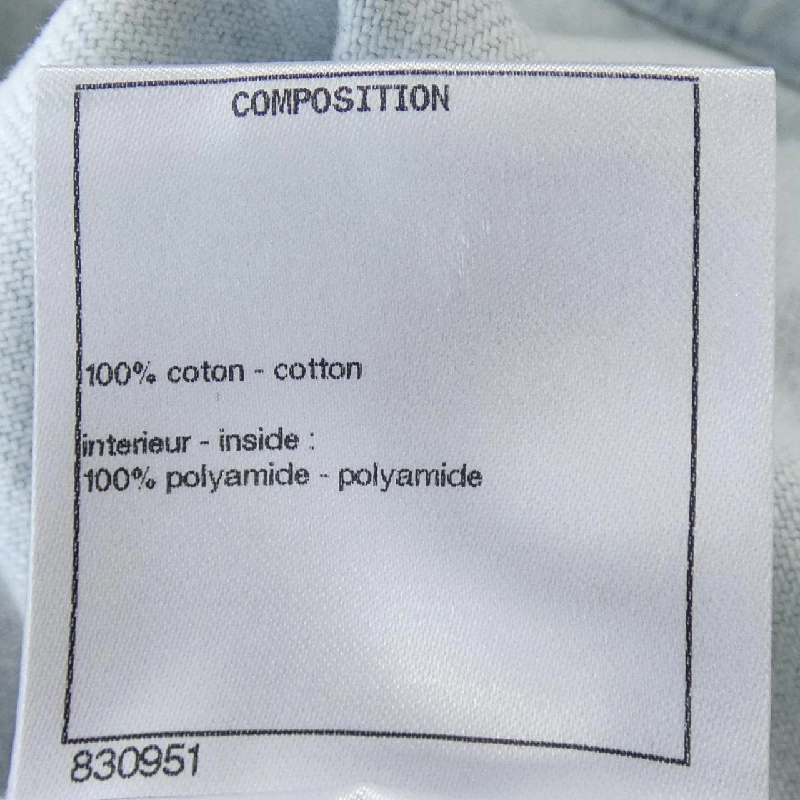 COMPOSITION
100% coton - cotton
interieur - inside :
100% polyamide - polyamide
830951